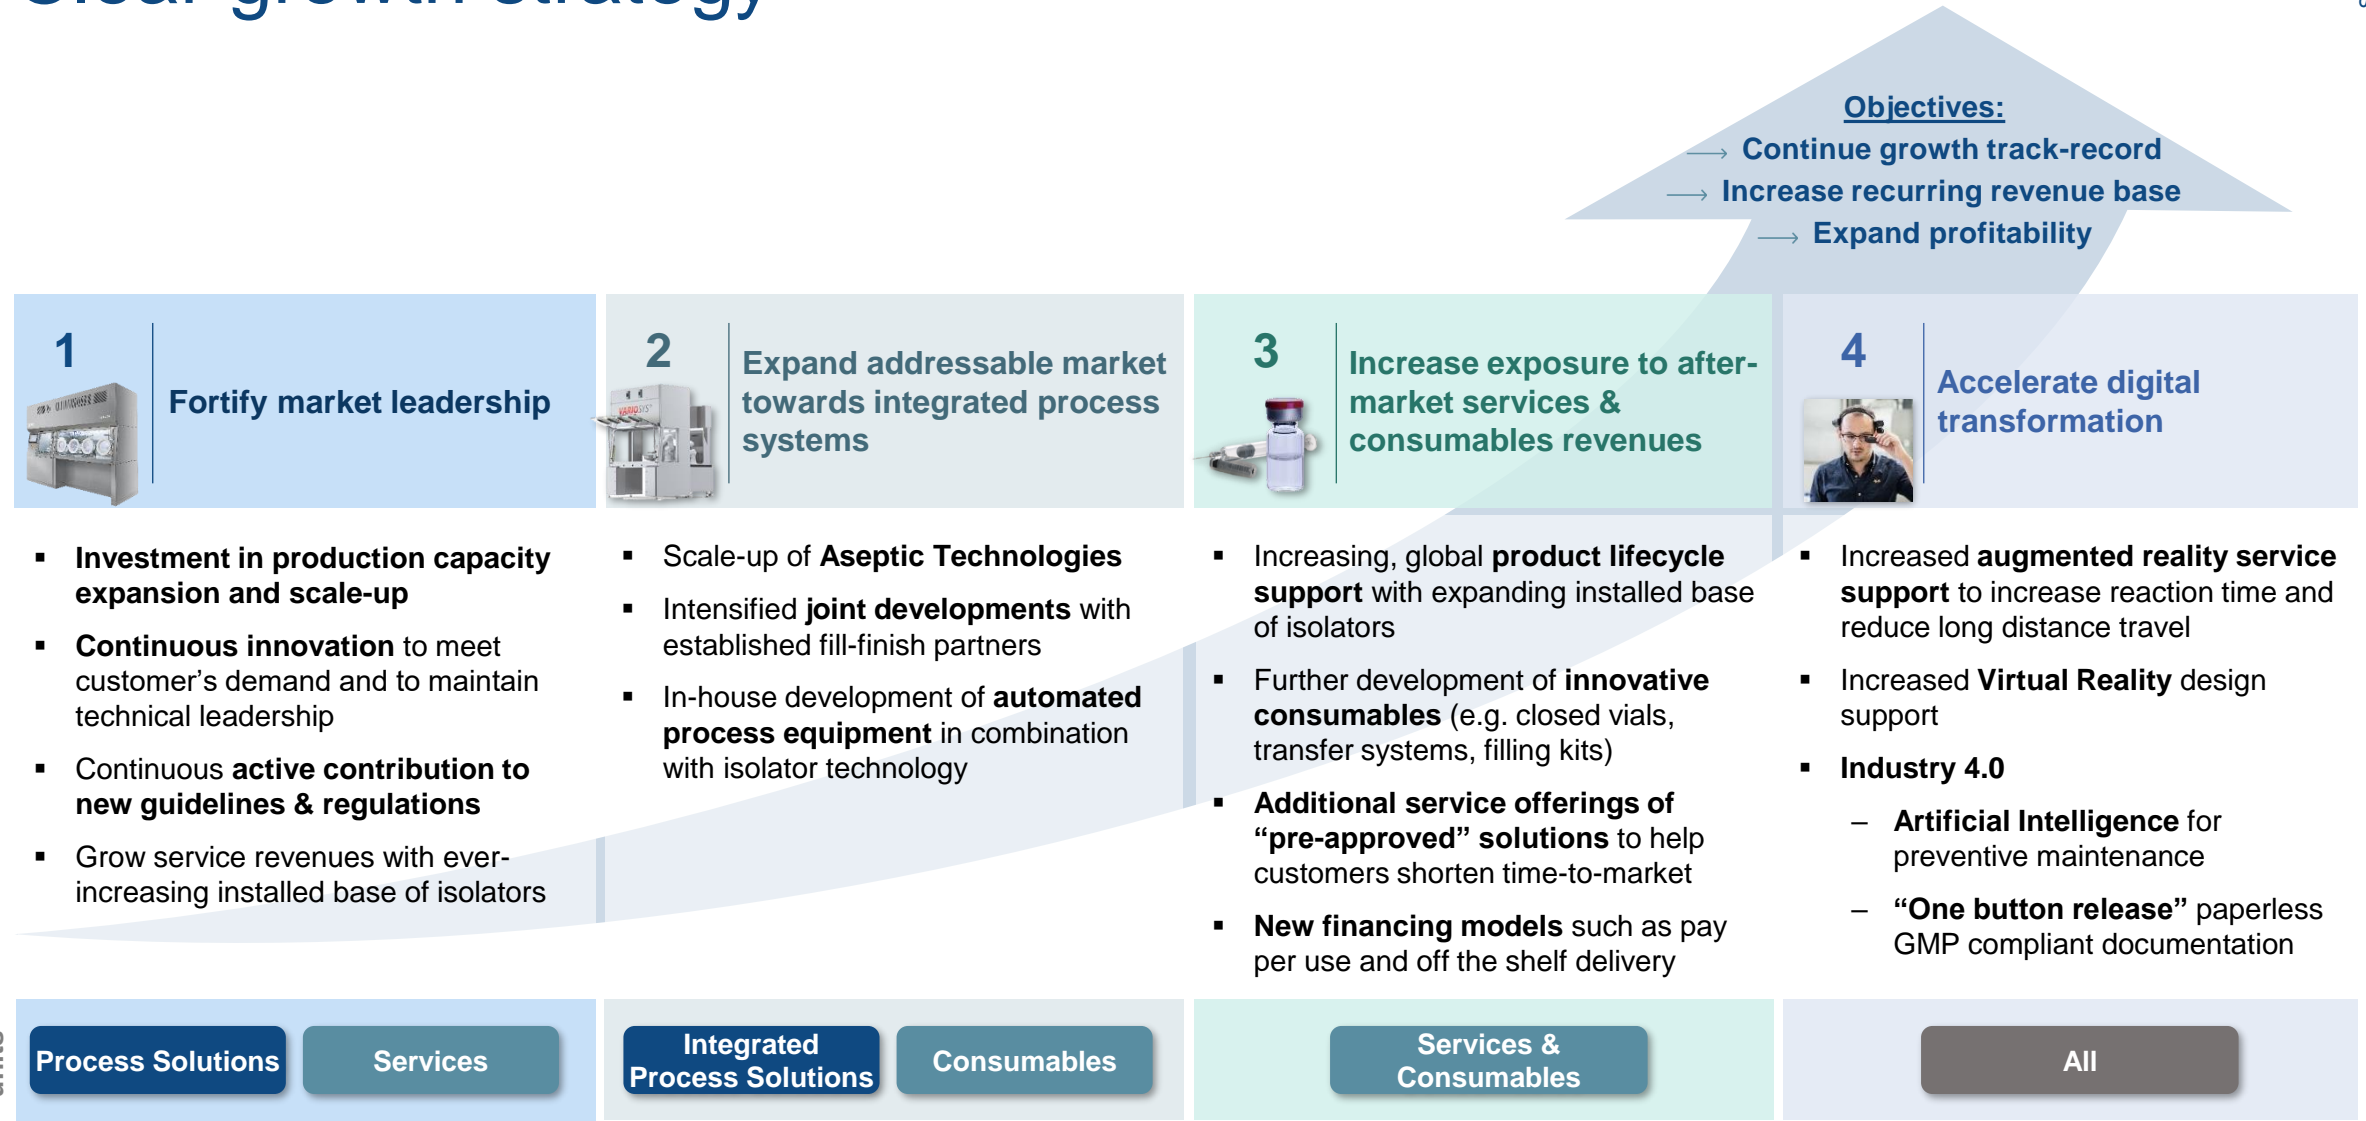 Clear growth strategy
Objectives:
→ Continue growth track-record
→ Increase recurring revenue base
→ Expand profitability
1
Fortify market leadership
2
VARIOSYS
Expand addressable market
towards integrated process
systems
3
Increase exposure to after-
market services &
consumables revenues
4
Accelerate digital
transformation
▪ Investment in production capacity
expansion and scale-up
▪ Continuous innovation to meet
customer’s demand and to maintain
technical leadership
▪ Continuous active contribution to
new guidelines & regulations
▪ Grow service revenues with ever-
increasing installed base of isolators
▪ Scale-up of Aseptic Technologies
▪ Intensified joint developments with
established fill-finish partners
▪ In-house development of automated
process equipment in combination
with isolator technology
▪ Increasing, global product lifecycle
support with expanding installed base
of isolators
▪ Further development of innovative
consumables (e.g. closed vials,
transfer systems, filling kits)
▪ Additional service offerings of
“pre-approved” solutions to help
customers shorten time-to-market
▪ New financing models such as pay
per use and off the shelf delivery
▪ Increased augmented reality service
support to increase reaction time and
reduce long distance travel
▪ Increased Virtual Reality design
support
▪ Industry 4.0
– Artificial Intelligence for
preventive maintenance
– “One button release” paperless
GMP compliant documentation
Process Solutions
Services
Integrated
Process Solutions
Consumables
Services &
Consumables
All